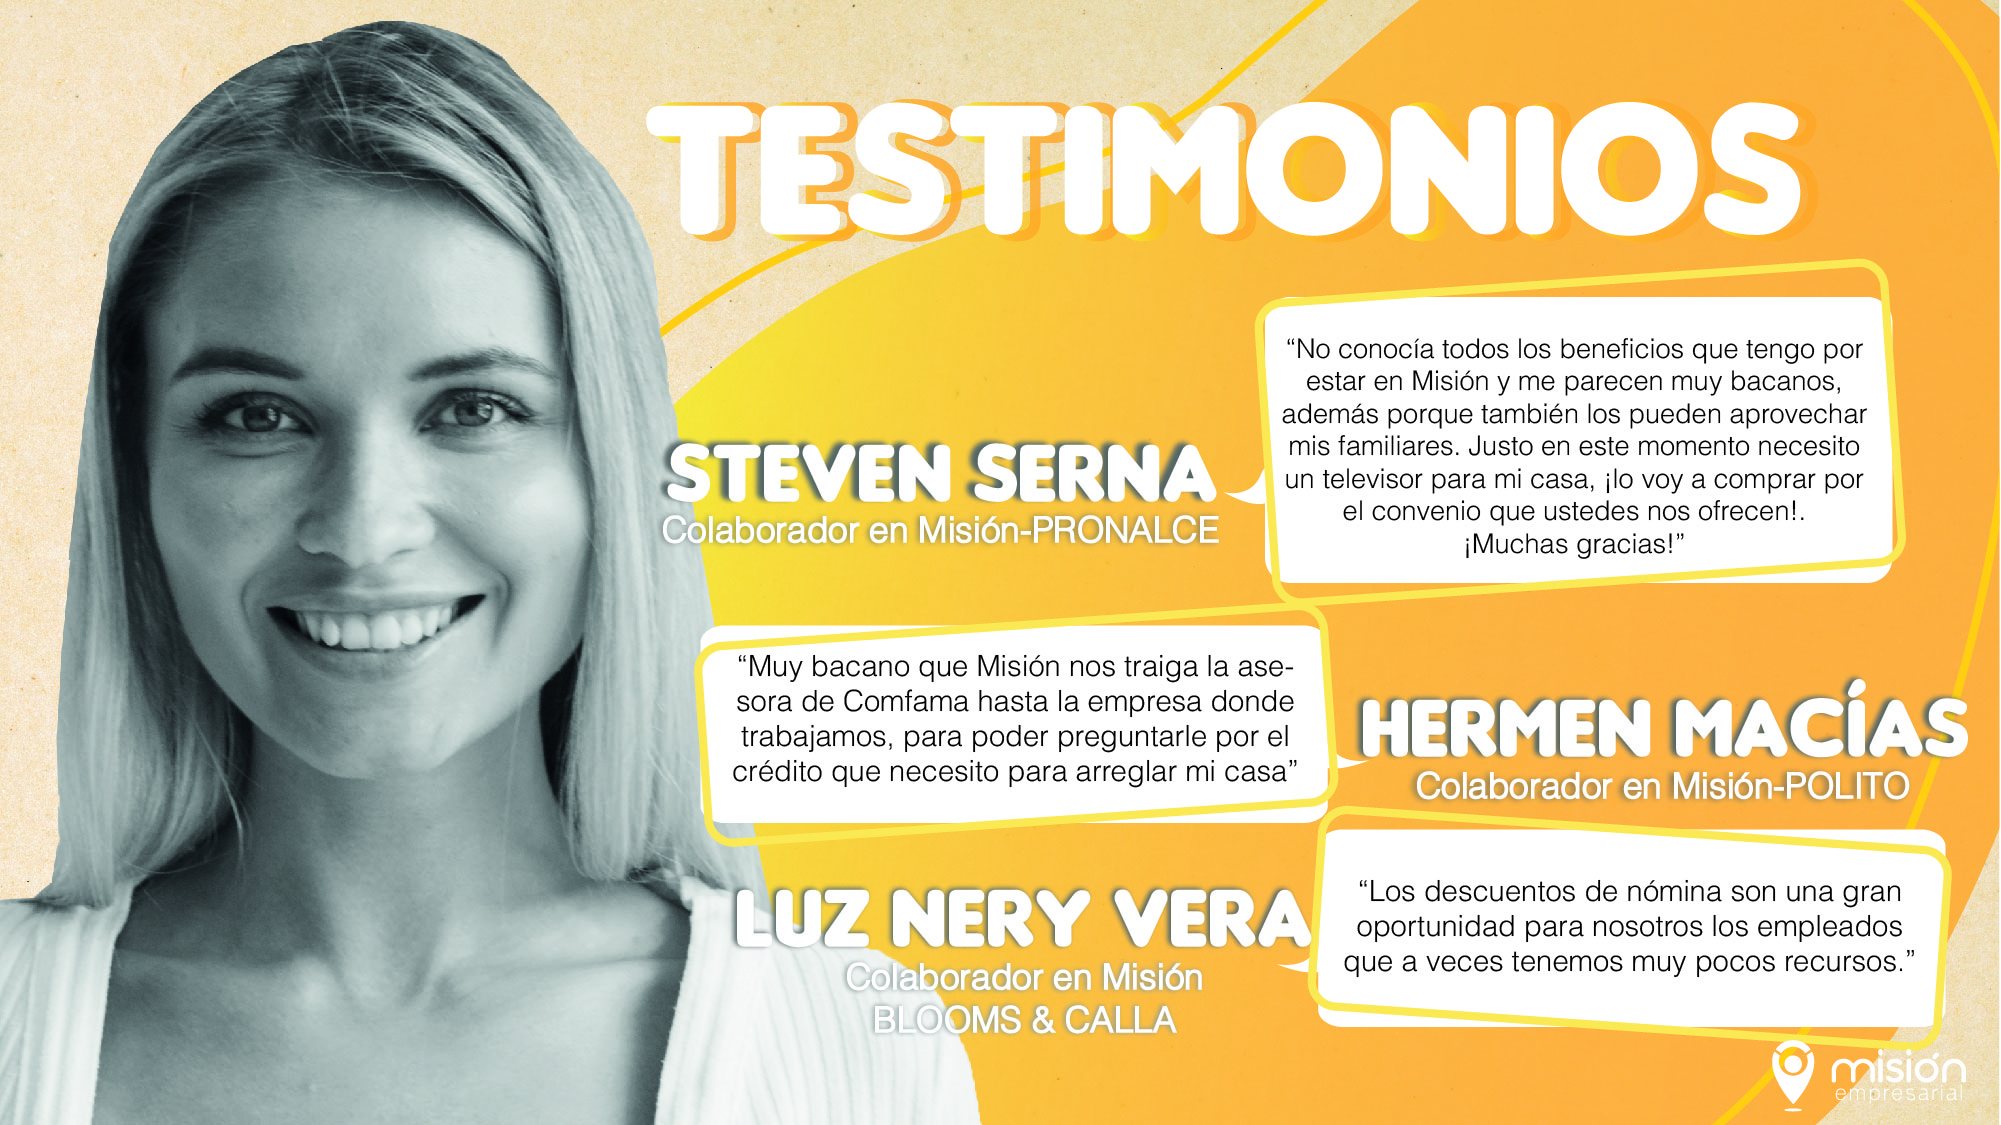 TESTIMONIOS
“No conocía todos los beneficios que tengo por
estar en Misión y me parecen muy bacanos,
además porque también los pueden aprovechar
mis familiares. Justo en este momento necesito
un televisor para mi casa, ¡lo voy a comprar por
el convenio que ustedes nos ofrecen!.
¡Muchas gracias!”
STEVEN SERNA
Colaborador en Misión-PRONALCE
“Muy bacano que Misión nos traiga la ase-
sora de Comfama hasta la empresa donde
trabajamos, para poder preguntarle por el
crédito que necesito para arreglar mi casa”
HERMEN MACÍAS
Colaborador en Misión-POLITO
“Los descuentos de nómina son una gran
oportunidad para nosotros los empleados
que a veces tenemos muy pocos recursos.”
LUZ NERY VERA
Colaborador en Misión
BLOOMS & CALLA
misión
empresarial